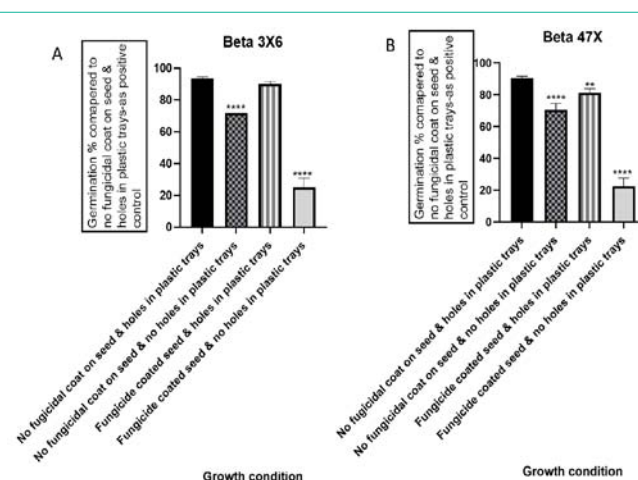 A
Beta 3X6
Germination % comapered to
no fungicidal coat on seed &
holes in plastic trays-as positive
control
100
80
60
40
20
0
****
****
No fugicidal coat on seed & holes in plastic trays
No fungicidal coat on seed & no holes in plastic trays
Fungicide coated seed & holes in plastic trays
Fungicide coated seed & no holes in plastic trays
Growth condition
B
Beta 47X
Germination % comapered to
no fungicidal coat on seed &
holes in plastic trays-as positive
control
100
80
60
40
20
0
****
**
****
No fugicidal coat on seed & holes in plastic trays
No fungicidal coat on seed & no holes in plastic trays
Fungicide coated seed & holes in plastic trays
Fungicide coated seed & no holes in plastic trays
Growth condition